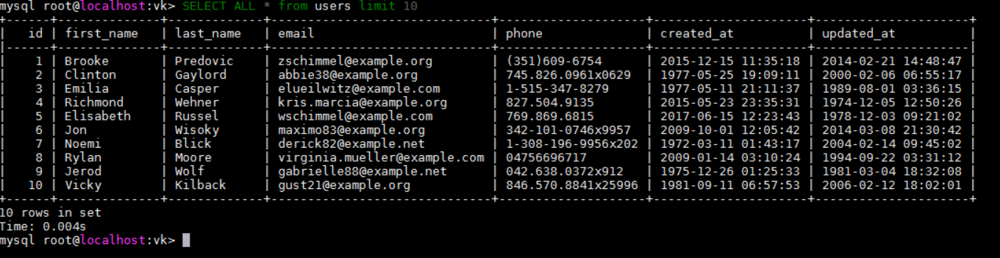 mysql root@localhost:vk> SELECT ALL * from users limit 10
+------+--------------+-------------+-----------------------------+--------------------+---------------------+---------------------+
|   id | first_name   | last_name   | email                       | phone              | created_at          | updated_at          |
|------+--------------+-------------+-----------------------------+--------------------+---------------------+---------------------|
|    1 | Brooke       | Predovic    | zschimmel@example.org       | (351)609-6754      | 2015-12-15 11:35:18 | 2014-02-21 14:48:47 |
|    2 | Clinton      | Gaylord     | abbie38@example.org         | 745.826.0961x0629  | 1977-05-25 19:09:11 | 2000-02-06 06:55:17 |
|    3 | Emilia       | Casper      | elueilwitz@example.com      | 1-515-347-8279     | 1977-05-11 21:11:37 | 1989-08-01 03:36:15 |
|    4 | Richmond     | Wehner      | kris.marcia@example.org     | 827.504.9135       | 2015-05-23 23:35:31 | 1974-12-05 12:50:26 |
|    5 | Elisabeth    | Russel      | wschimmel@example.com       | 769.869.6815       | 2017-06-15 12:23:43 | 1978-12-03 09:21:02 |
|    6 | Jon          | Wisoky      | maximo83@example.org        | 342-101-0746x9957  | 2009-10-01 12:05:42 | 2014-03-08 21:30:42 |
|    7 | Noemi        | Blick       | derick82@example.net        | 1-308-196-9956x202 | 1972-03-11 01:43:17 | 2004-02-14 09:45:02 |
|    8 | Rylan        | Moore       | virginia.mueller@example.com | 04756696717        | 2009-01-14 03:10:24 | 1994-09-22 03:31:12 |
|    9 | Jerod        | Wolf        | gabrielle88@example.net     | 042.638.0372x912   | 1975-12-26 01:25:33 | 1981-03-04 18:32:08 |
|   10 | Vicky        | Kilback     | gust21@example.org          | 846.570.8841x25996 | 1981-09-11 06:57:53 | 2006-02-12 18:02:01 |
+------+--------------+-------------+-----------------------------+--------------------+---------------------+---------------------+
10 rows in set
Time: 0.004s
mysql root@localhost:vk>